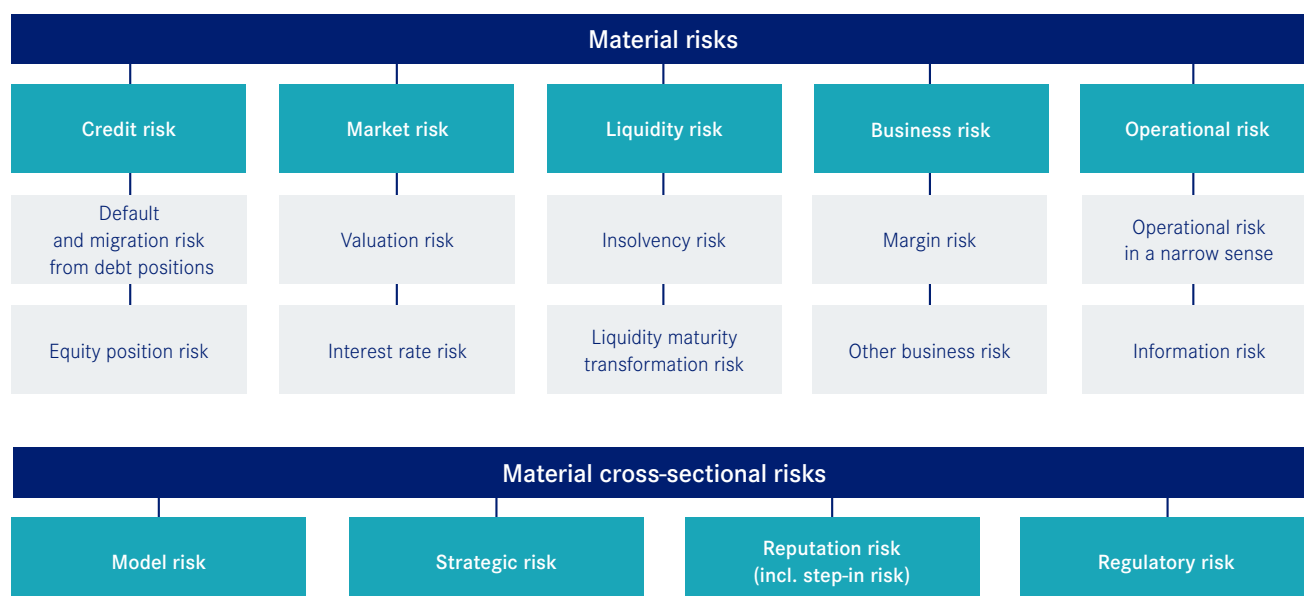 Material risks
Credit risk
Market risk
Liquidity risk
Business risk
Operational risk
Default
and migration risk
from debt positions
Valuation risk
Insolvency risk
Margin risk
Operational risk
in a narrow sense
Equity position risk
Interest rate risk
Liquidity maturity
transformation risk
Other business risk
Information risk
Material cross-sectional risks
Model risk
Strategic risk
Reputation risk
(incl. step-in risk)
Regulatory risk